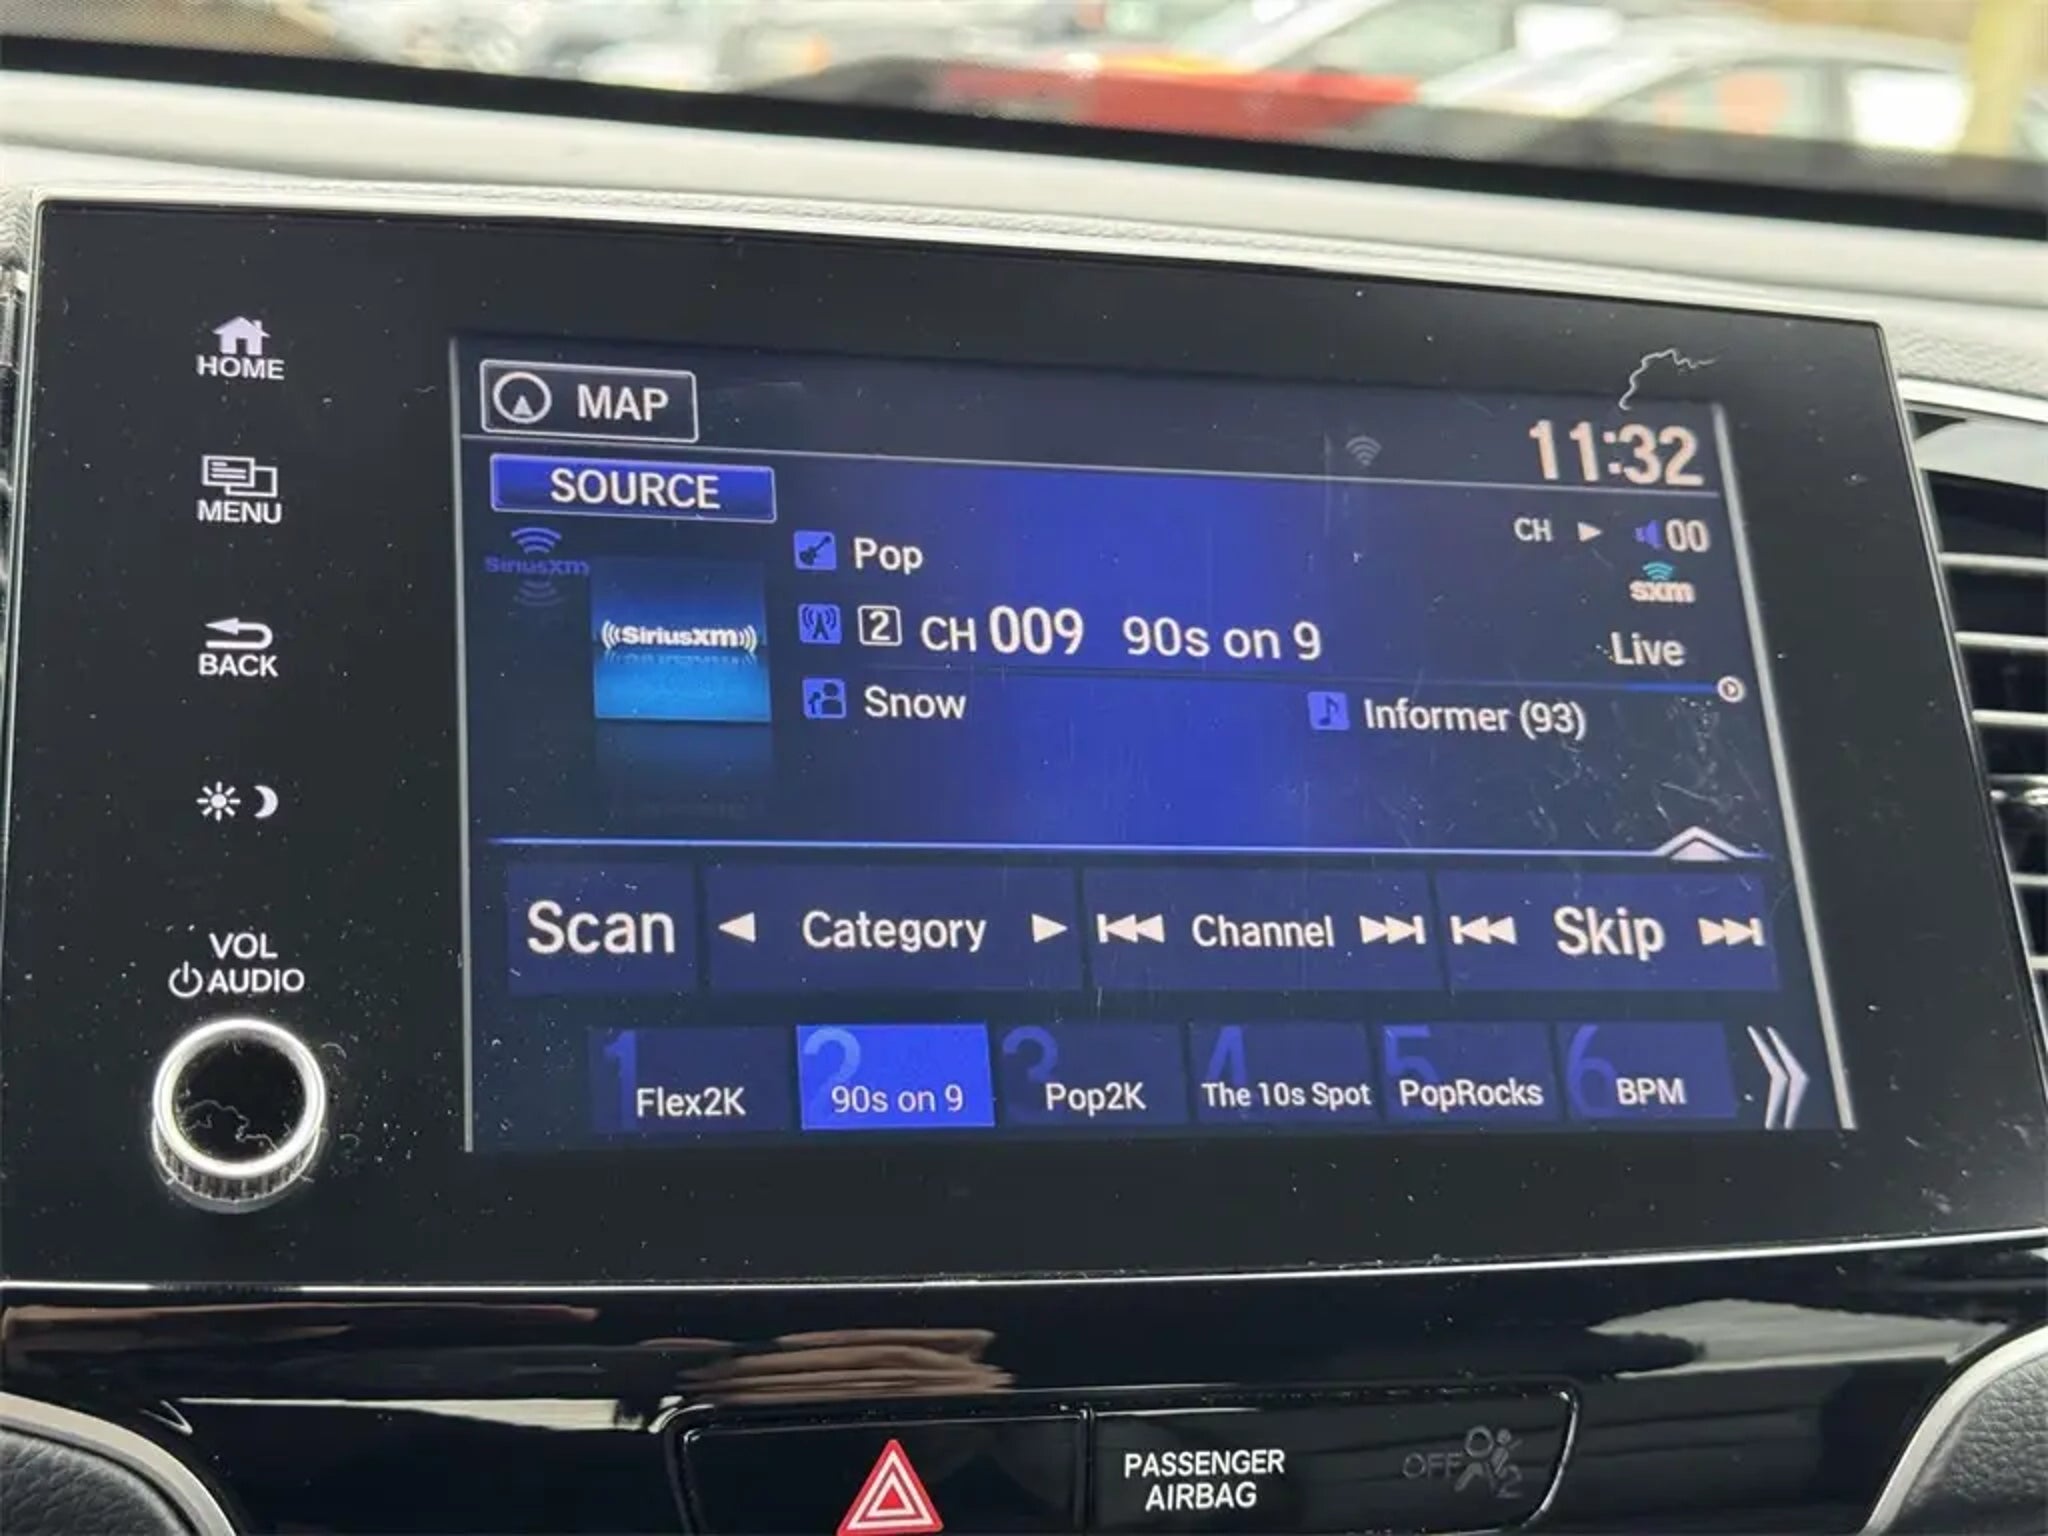 HOME
MENU
BACK
VOL
AUDIO
MAP
11:32
SOURCE
CH 00
SiriusXM
sxm
Pop
((SiriusXM))
2 CH 009 90s on 9
Live
Snow
Informer (93)
Scan Category Channel Skip
1 Flex2K
2 90s on 9
3 Pop2K
4 The 10s Spot
5 PopRocks
6 BPM
PASSENGER
AIRBAG
OFF 2